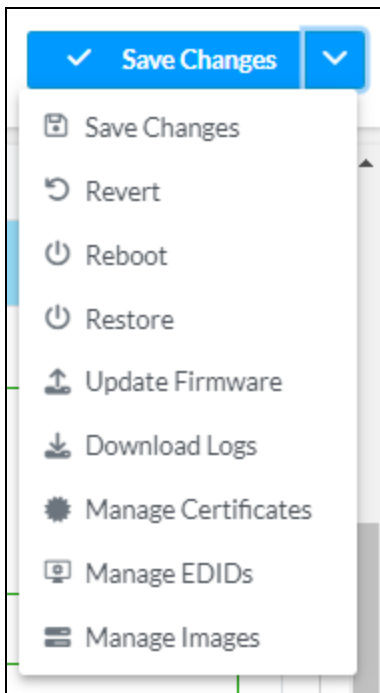 Save Changes
Save Changes
Revert
Reboot
Restore
Update Firmware
Download Logs
Manage Certificates
Manage EDIDs
Manage Images